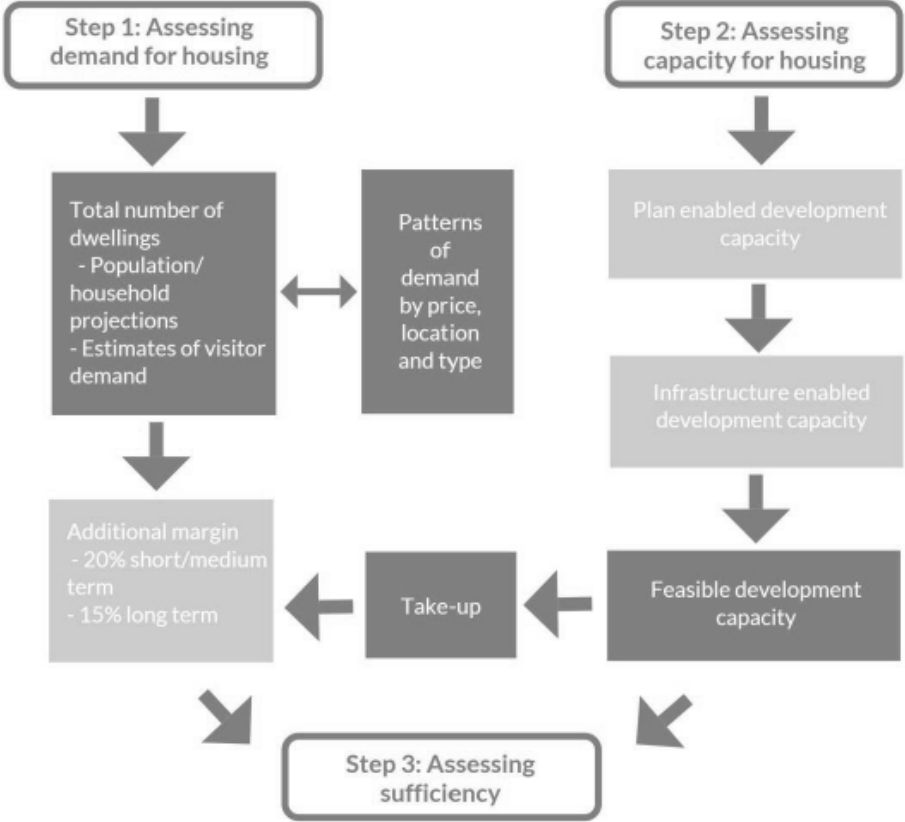 Step 1: Assessing
demand for housing
Step 2: Assessing
capacity for housing
Total number of
dwellings
- Population/
household
projections
- Estimates of visitor
demand
Patterns
of
demand
by price,
location
and type
Plan enabled development
capacity
Infrastructure enabled
development capacity
Additional margin
- 20% short/medium
term
- 15% long term
Take-up
Feasible development
capacity
Step 3: Assessing
sufficiency